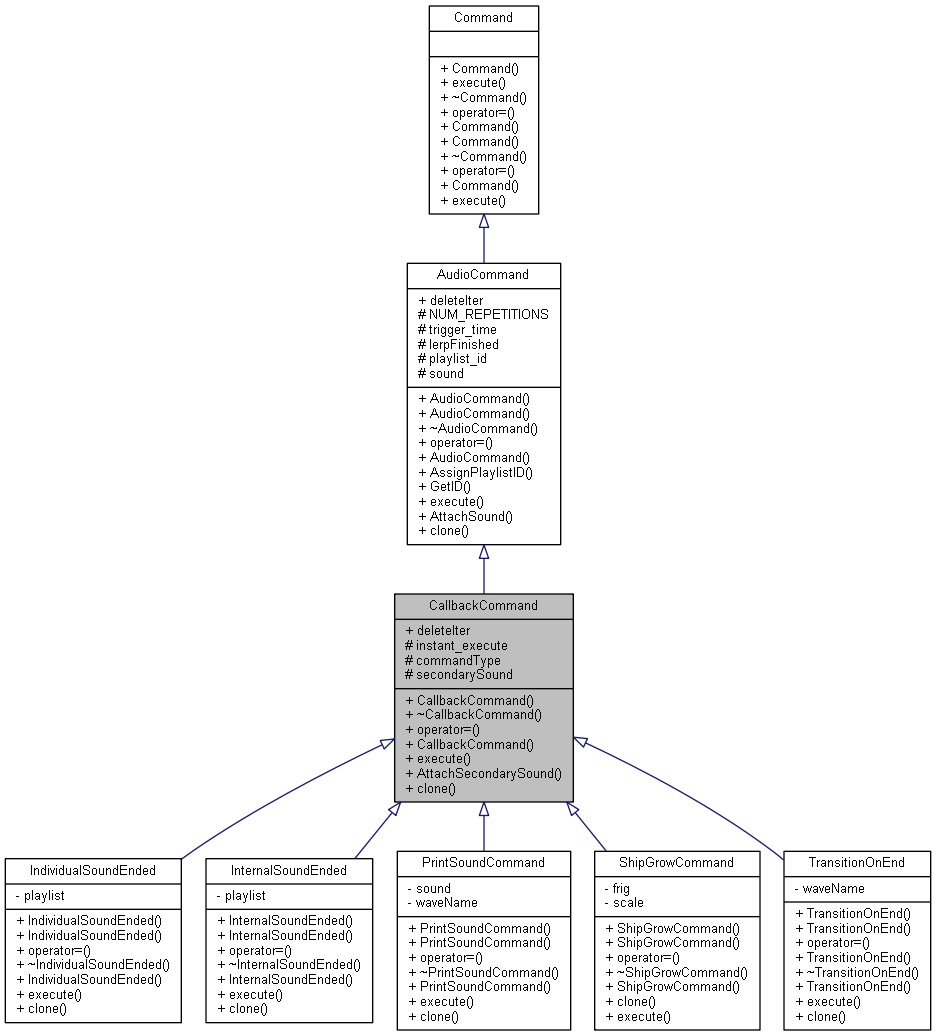 Command
+ Command()
+ execute()
+ ~Command()
+ operator=()
+ Command()
+ Command()
+ ~Command()
+ operator=()
+ Command()
+ execute()
AudioCommand
+ deleteIter
# NUM_REPETITIONS
# trigger_time
# lerpFinished
# playlist_id
# sound
+ AudioCommand()
+ AudioCommand()
+ ~AudioCommand()
+ operator=()
+ AudioCommand()
+ AssignPlaylistID()
+ GetID()
+ execute()
+ AttachSound()
+ clone()
CallbackCommand
+ deleteIter
# instant_execute
# commandType
# secondarySound
+ CallbackCommand()
+ ~CallbackCommand()
+ operator=()
+ CallbackCommand()
+ execute()
+ AttachSecondarySound()
+ clone()
IndividualSoundEnded
- playlist
+ IndividualSoundEnded()
+ IndividualSoundEnded()
+ operator=()
+ ~IndividualSoundEnded()
+ IndividualSoundEnded()
+ execute()
+ clone()
InternalSoundEnded
- playlist
+ InternalSoundEnded()
+ InternalSoundEnded()
+ operator=()
+ ~InternalSoundEnded()
+ InternalSoundEnded()
+ execute()
+ clone()
PrintSoundCommand
- sound
- waveName
+ PrintSoundCommand()
+ PrintSoundCommand()
+ operator=()
+ ~PrintSoundCommand()
+ PrintSoundCommand()
+ execute()
+ clone()
ShipGrowCommand
- frig
- scale
+ ShipGrowCommand()
+ ShipGrowCommand()
+ operator=()
+ ~ShipGrowCommand()
+ ShipGrowCommand()
+ clone()
+ execute()
TransitionOnEnd
- waveName
+ TransitionOnEnd()
+ TransitionOnEnd()
+ operator=()
+ TransitionOnEnd()
+ ~TransitionOnEnd()
+ TransitionOnEnd()
+ execute()
+ clone()